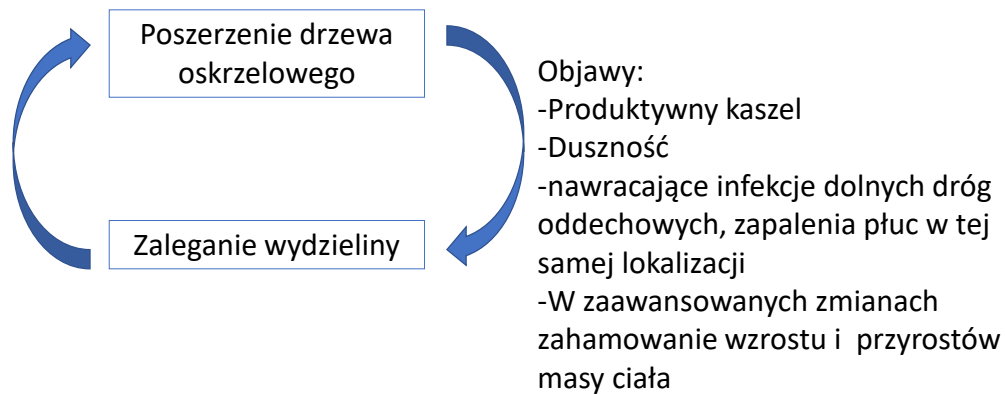 Poszerzenie drzewa
oskrzelowego
Zaleganie wydzieliny
Objawy:
-Produktywny kaszel
-Duszność
-nawracające infekcje dolnych dróg
oddechowych, zapalenia płuc w tej
samej lokalizacji
-W zaawansowanych zmianach
zahamowanie wzrostu i  przyrostów
masy ciała